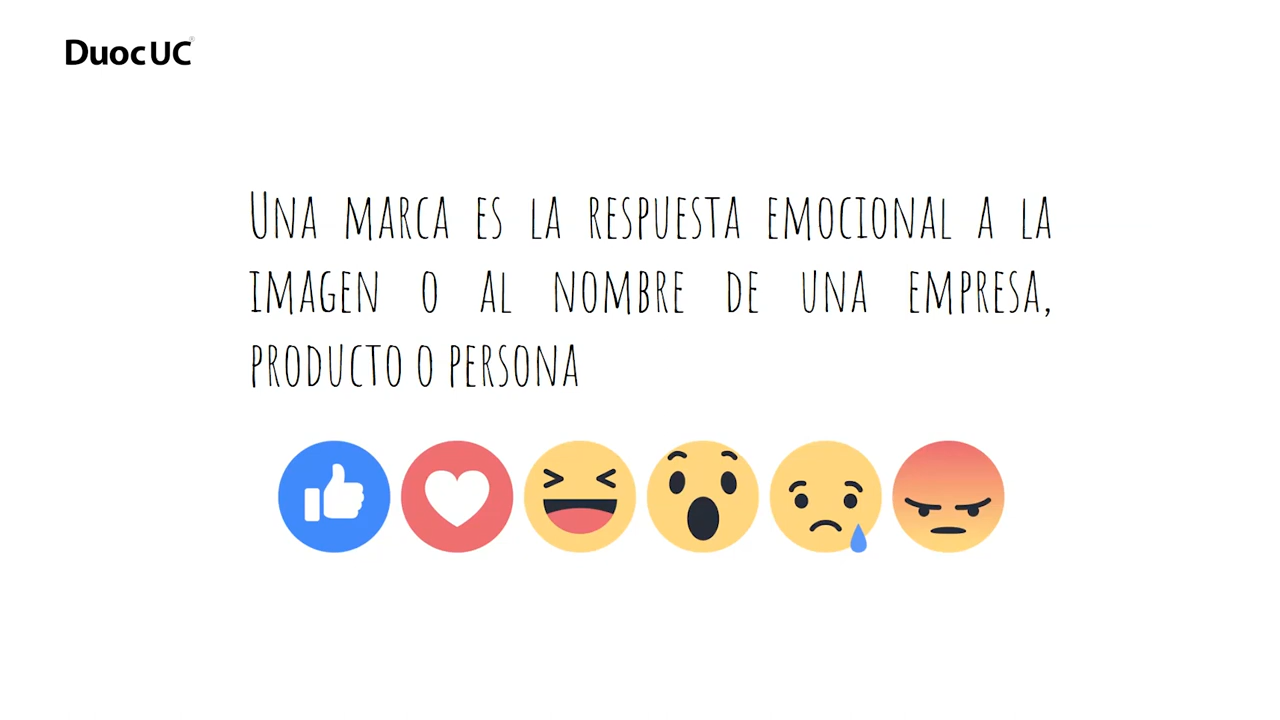 DuocUC®
Una marca es la respuesta emocional a la
imagen o al nombre de una empresa,
producto o persona